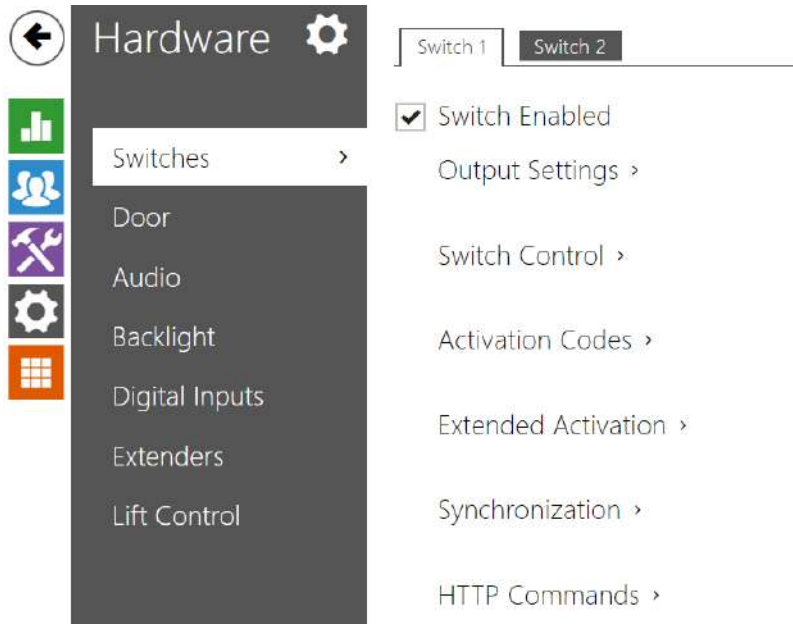 Hardware
Switches
Door
Audio
Backlight
Digital Inputs
Extenders
Lift Control
Switch 1
Switch 2
Switch Enabled
Output Settings
Switch Control
Activation Codes
Extended Activation
Synchronization
HTTP Commands